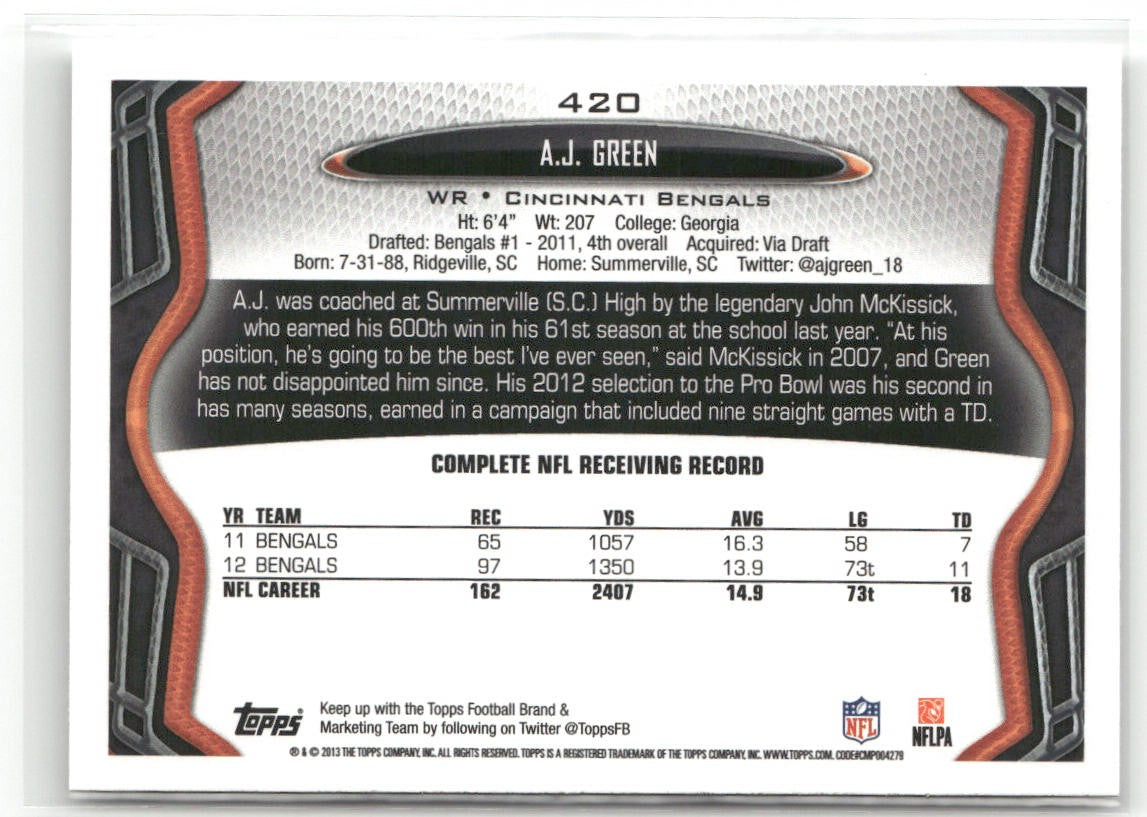 420
A.J. GREEN
WR • CINCINNATI BENGALS
Ht: 6'4" Wt: 207 College: Georgia
Drafted: Bengals #1 - 2011, 4th overall Acquired: Via Draft
Born: 7-31-88, Ridgeville, SC Home: Summerville, SC Twitter: @ajgreen_18
A.J. was coached at Summerville (S.C.) High by the legendary John McKissick,
who earned his 600th win in his 61st season at the school last year. "At his
position, he's going to be the best I've ever seen," said McKissick in 2007, and Green
has not disappointed him since. His 2012 selection to the Pro Bowl was his second in
has many seasons, earned in a campaign that included nine straight games with a TD.
COMPLETE NFL RECEIVING RECORD
YR TEAM REC YDS AVG LG TD
11 BENGALS 65 1057 16.3 58 7
12 BENGALS 97 1350 13.9 73t 11
NFL CAREER 162 2407 14.9 73t 18
Topps
Keep up with the Topps Football Brand &
Marketing Team by following on Twitter @ToppsFB
NFL
NFLPA
® & © 2013 THE TOPPS COMPANY, INC. ALL RIGHTS RESERVED. TOPPS IS A REGISTERED TRADEMARK OF THE TOPPS COMPANY, INC. WWW.TOPPS.COM. CODE#CMP004279